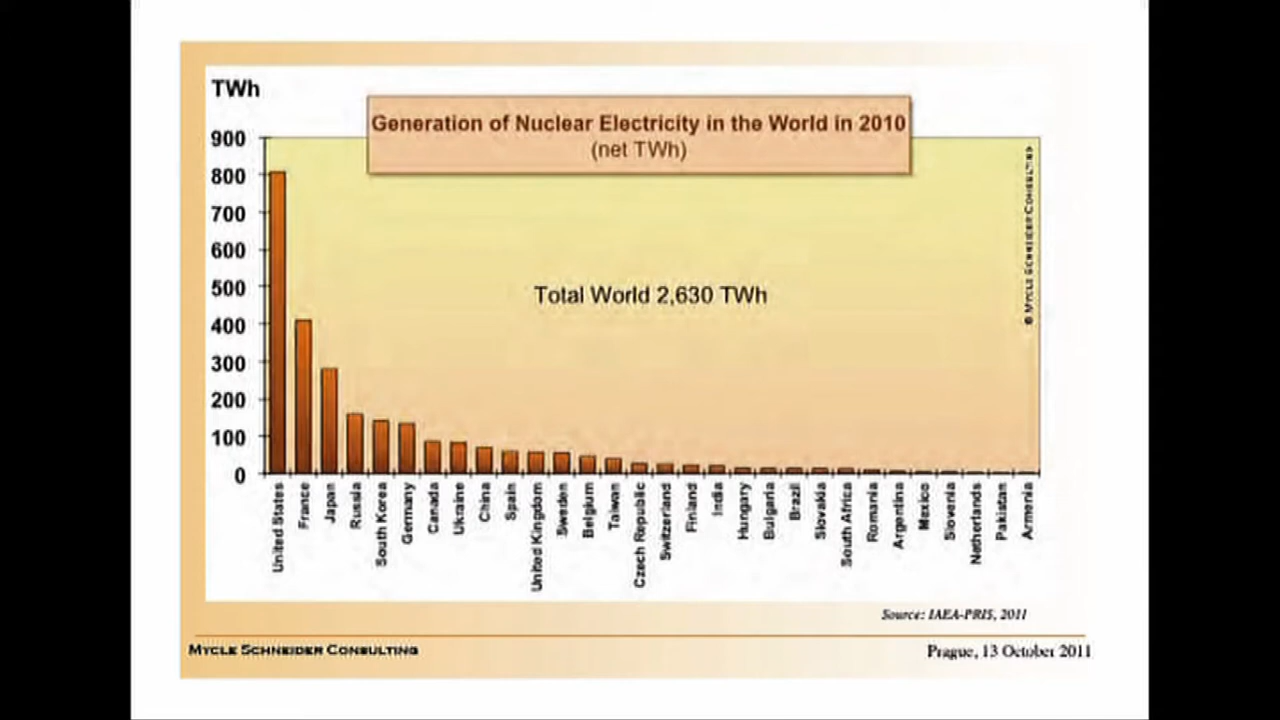 TWh
Generation of Nuclear Electricity in the World in 2010
(net TWh)
900
800
700
600
500
400
300
200
100
0
Total World 2,630 TWh
© MYCLE SCHNEIDER CONSULTING
United States
France
Japan
Russia
South Korea
Germany
Canada
Ukraine
China
Spain
United Kingdom
Sweden
Belgium
Taiwan
Czech Republic
Switzerland
Finland
India
Hungary
Bulgaria
Brazil
Slovakia
South Africa
Romania
Argentina
Mexico
Slovenia
Netherlands
Pakistan
Armenia
Source: IAEA-PRIS, 2011
MYCLE SCHNEIDER CONSULTING
Prague, 13 October 2011